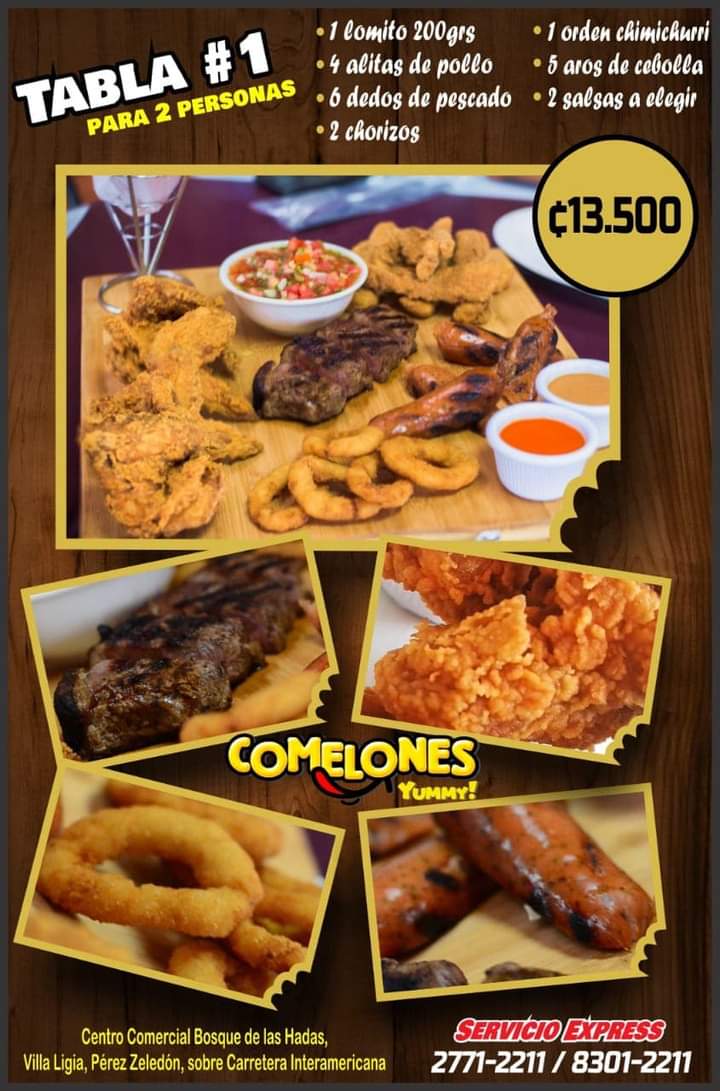 TABLA #1
PARA 2 PERSONAS
• 1 lomito 200grs
• 4 alitas de pollo
• 6 dedos de pescado
• 2 chorizos
• 1 orden chimichurri
• 5 aros de cebolla
• 2 salsas a elegir
¢13.500
COMELONES
YUMMY!
Centro Comercial Bosque de las Hadas,
Villa Ligia, Pérez Zeledón, sobre Carretera Interamericana
SERVICIO EXPRESS
2771-2211 / 8301-2211